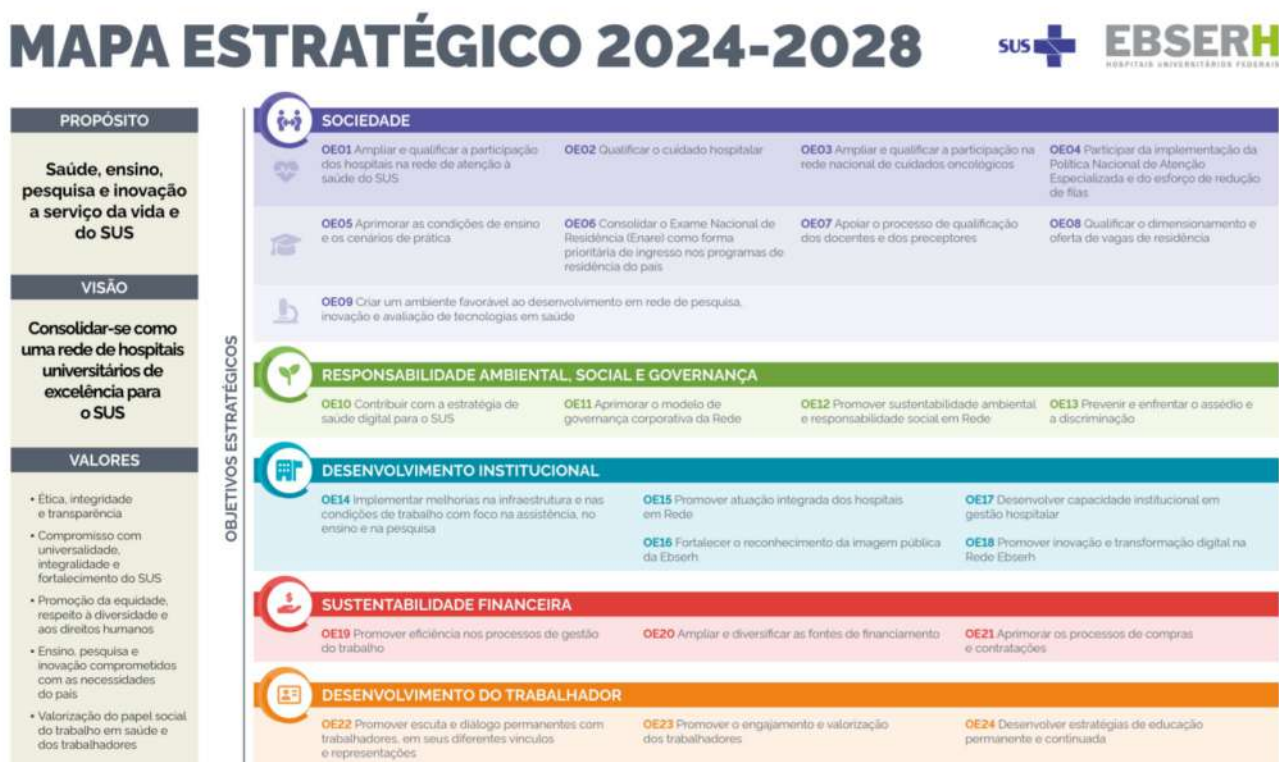 MAPA ESTRATÉGICO 2024-2028
SUS
EBSERH
HOSPITAIS UNIVERSITÁRIOS FEDERAIS
PROPÓSITO
Saúde, ensino,
pesquisa e inovação
a serviço da vida e
do SUS
VISÃO
Consolidar-se como
uma rede de hospitais
universitários de
excelência para
o SUS
VALORES
• Ética, integridade
e transparência
• Compromisso com
universalidade,
integralidade e
fortalecimento do SUS
• Promoção da equidade,
respeito à diversidade e
aos direitos humanos
• Ensino, pesquisa e
inovação comprometidos
com as necessidades
do país
• Valorização do papel social
do trabalho em saúde e
dos trabalhadores
OBJETIVOS ESTRATÉGICOS
SOCIEDADE
OE01 Ampliar e qualificar a participação
dos hospitais na rede de atenção à
saúde do SUS
OE02 Qualificar o cuidado hospitalar
OE03 Ampliar e qualificar a participação na
rede nacional de cuidados oncológicos
OE04 Participar da implementação da
Política Nacional de Atenção
Especializada e do esforço de redução
de filas
OE05 Aprimorar as condições de ensino
e os cenários de prática
OE06 Consolidar o Exame Nacional de
Residência (Enare) como forma
prioritária de ingresso nos programas de
residência do país
OE07 Apoiar o processo de qualificação
dos docentes e dos preceptores
OE08 Qualificar o dimensionamento e
oferta de vagas de residência
OE09 Criar um ambiente favorável ao desenvolvimento em rede de pesquisa,
inovação e avaliação de tecnologias em saúde
RESPONSABILIDADE AMBIENTAL, SOCIAL E GOVERNANÇA
OE10 Contribuir com a estratégia de
saúde digital para o SUS
OE11 Aprimorar o modelo de
governança corporativa da Rede
OE12 Promover sustentabilidade ambiental
e responsabilidade social em Rede
OE13 Prevenir e enfrentar o assédio e
a discriminação
DESENVOLVIMENTO INSTITUCIONAL
OE14 Implementar melhorias na infraestrutura e nas
condições de trabalho com foco na assistência, no
ensino e na pesquisa
OE15 Promover atuação integrada dos hospitais
em Rede
OE16 Fortalecer o reconhecimento da imagem pública
da Ebserh
OE17 Desenvolver capacidade institucional em
gestão hospitalar
OE18 Promover inovação e transformação digital na
Rede Ebserh
SUSTENTABILIDADE FINANCEIRA
OE19 Promover eficiência nos processos de gestão
do trabalho
OE20 Ampliar e diversificar as fontes de financiamento
OE21 Aprimorar os processos de compras
e contratações
DESENVOLVIMENTO DO TRABALHADOR
OE22 Promover escuta e diálogo permanentes com
trabalhadores, em seus diferentes vínculos
e representações
OE23 Promover o engajamento e valorização
dos trabalhadores
OE24 Desenvolver estratégias de educação
permanente e continuada